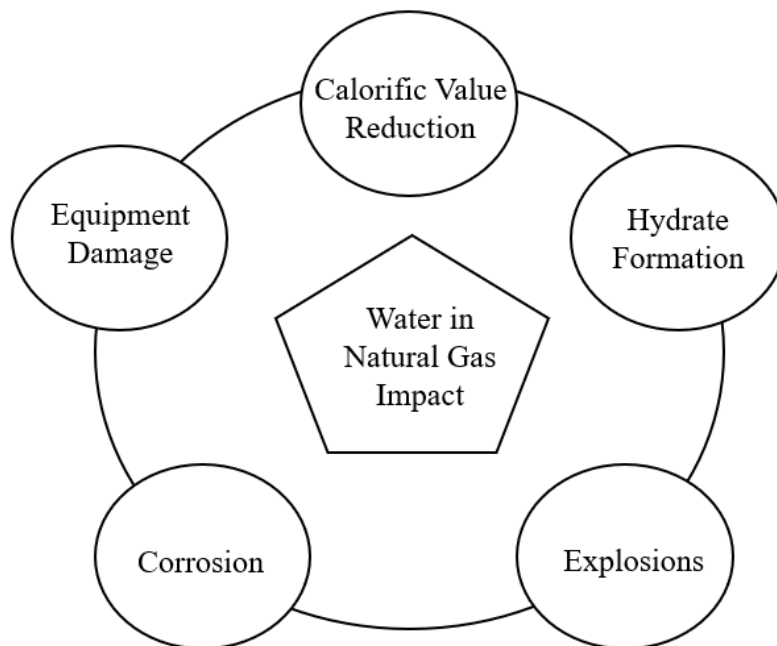 Calorific Value
Reduction
Equipment
Damage
Hydrate
Formation
Water in
Natural Gas
Impact
Corrosion
Explosions